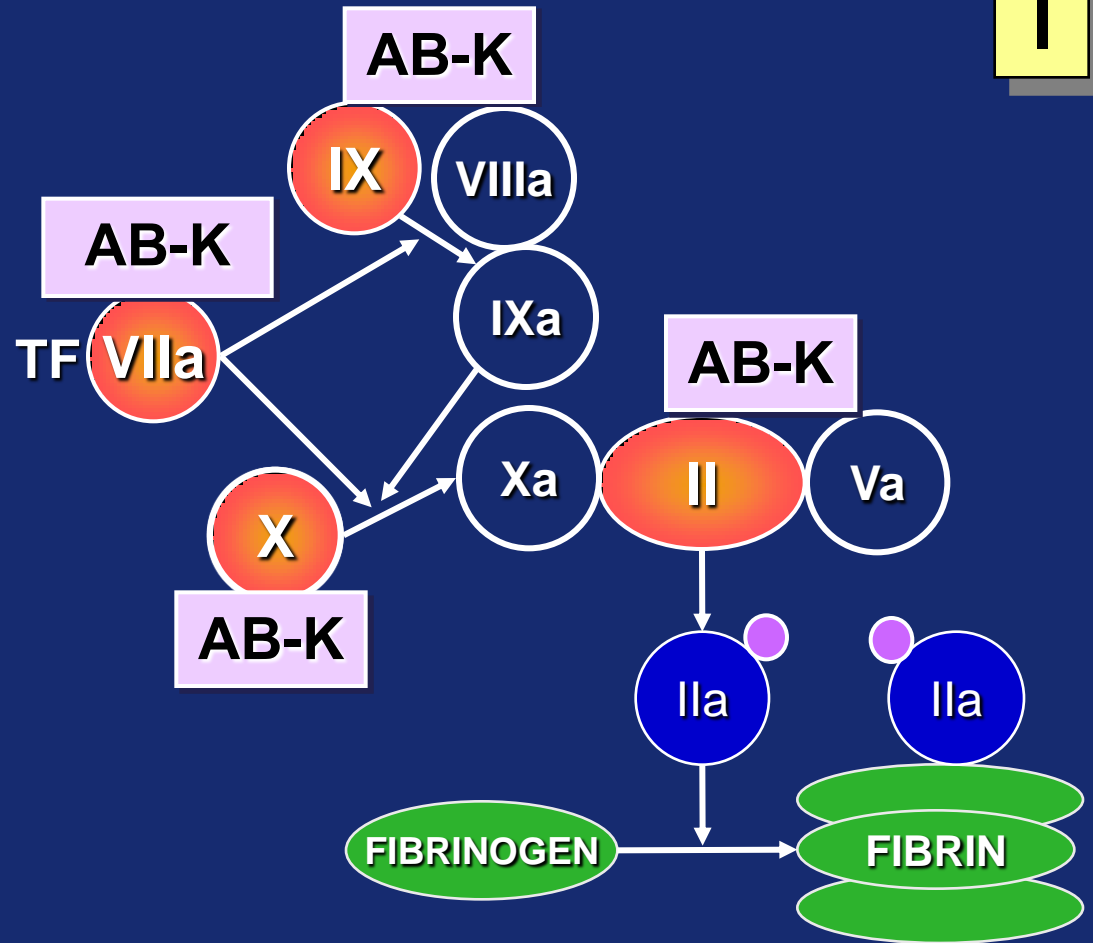 AB-K
I
IX
VIIIa
AB-K
IXa
TF VIIa
AB-K
Xa
II
Va
X
AB-K
IIa
IIa
FIBRINOGEN
FIBRIN